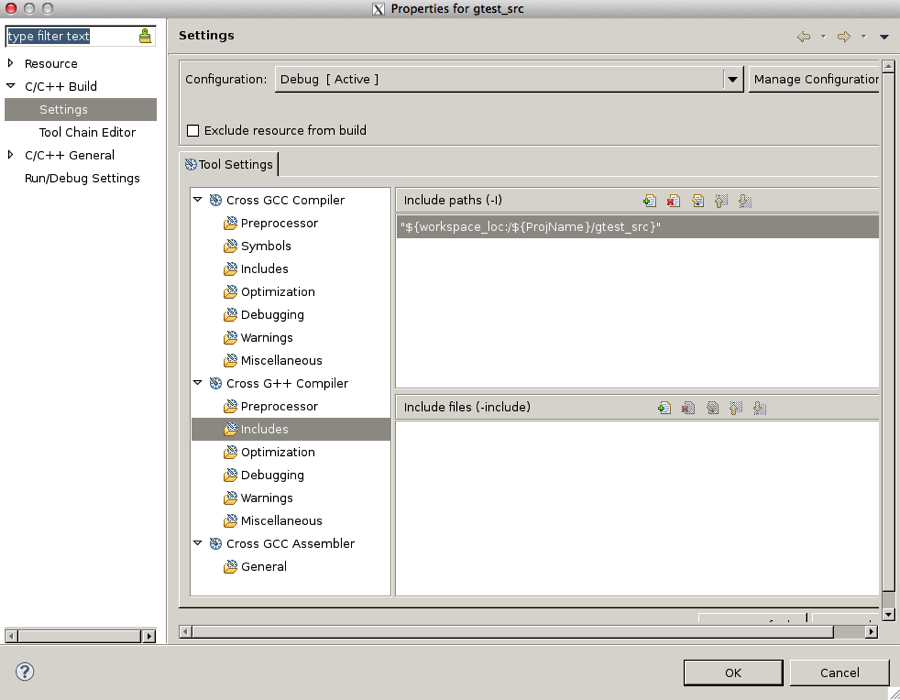 Properties for gtest_src
type filter text
Resource
C/C++ Build
Settings
Tool Chain Editor
C/C++ General
Run/Debug Settings
Settings
Configuration: Debug [ Active ] Manage Configuration
Exclude resource from build
Tool Settings
Cross GCC Compiler
Preprocessor
Symbols
Includes
Optimization
Debugging
Warnings
Miscellaneous
Cross G++ Compiler
Preprocessor
Includes
Optimization
Debugging
Warnings
Miscellaneous
Cross GCC Assembler
General
Include paths (-I)
"${workspace_loc:/${ProjName}/gtest_src}"
Include files (-include)
OK
Cancel